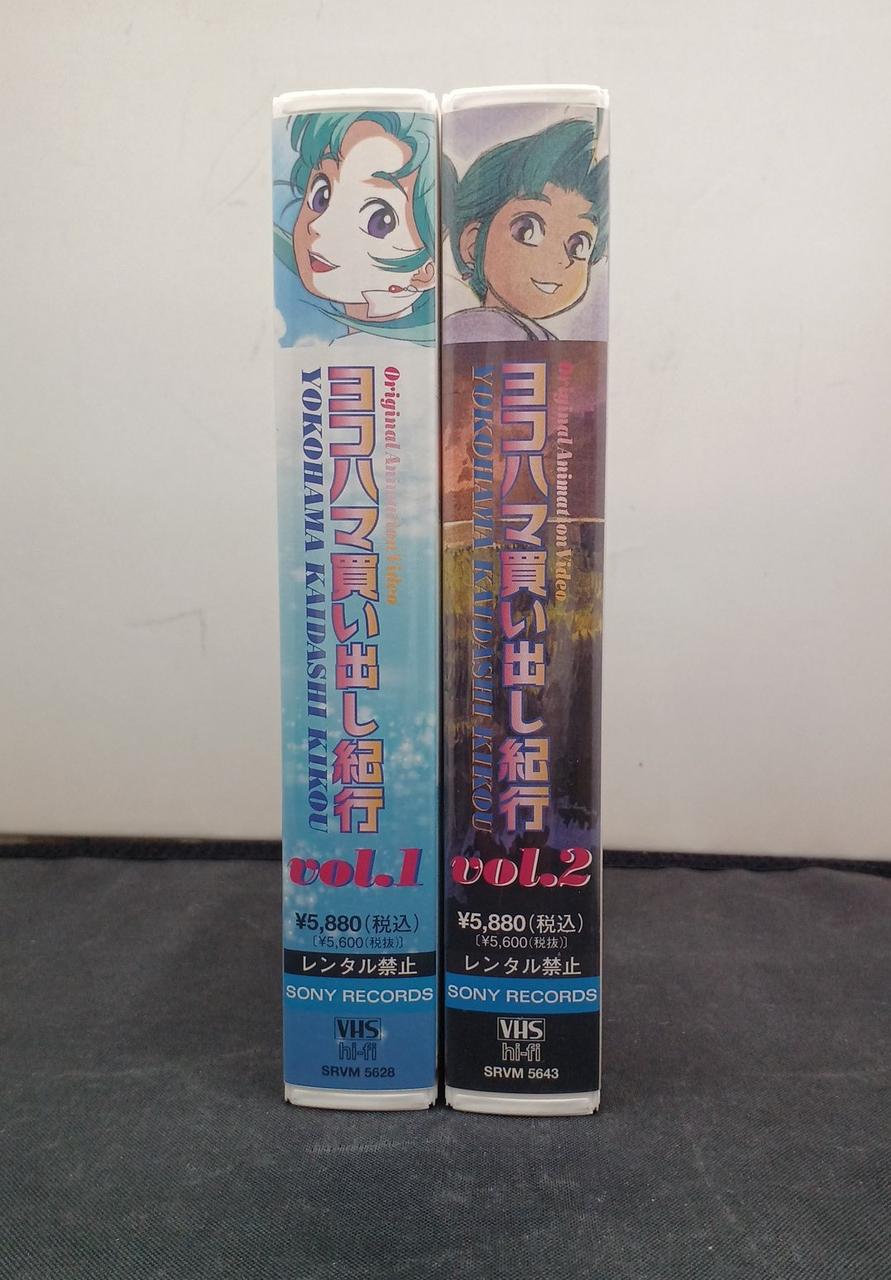 Original Animation Video
ヨコハマ買い出し紀行
YOKOHAMA KAIDASHI KIKOU
vol.1
¥5,880(税込)
〔¥5,600(税抜)〕
レンタル禁止
SONY RECORDS
VHS
hi-fi
SRVM 5628
Original Animation Video
ヨコハマ買い出し紀行
YOKOHAMA KAIDASHI KIKOU
vol.2
¥5,880(税込)
〔¥5,600(税抜)〕
レンタル禁止
SONY RECORDS
VHS
hi-fi
SRVM 5643